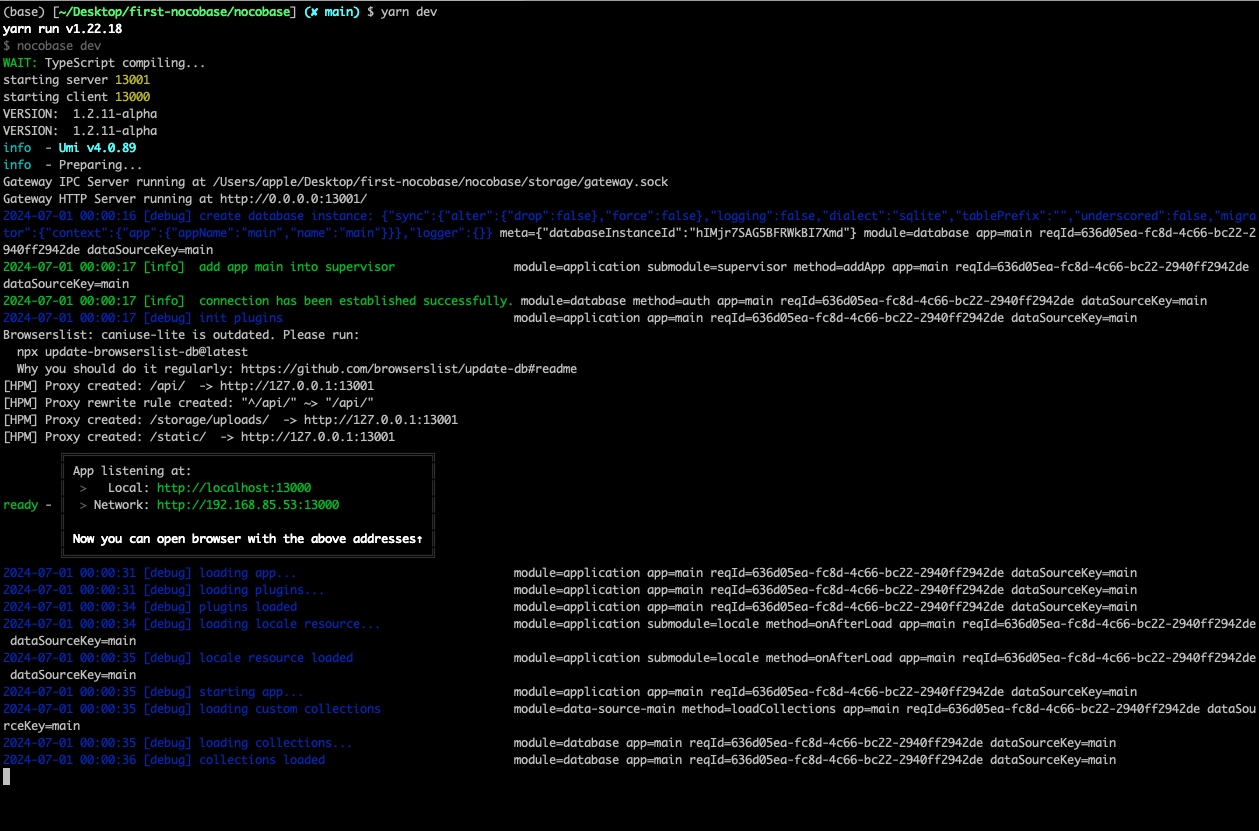 (base) [~/Desktop/first-nocobase/nocobase] (✘ main) $ yarn dev
yarn run v1.22.18
$ nocobase dev
WAIT: TypeScript compiling...
starting server 13001
starting client 13000
VERSION:  1.2.11-alpha
VERSION:  1.2.11-alpha
info  - Umi v4.0.89
info  - Preparing...
Gateway IPC Server running at /Users/apple/Desktop/first-nocobase/nocobase/storage/gateway.sock
Gateway HTTP Server running at http://0.0.0.0:13001/
2024-07-01 00:00:16 [debug] create database instance: {"sync":{"alter":{"drop":false},"force":false},"logging":false,"dialect":"sqlite","tablePrefix":"","underscored":false,"migra
tor":{"context":{"app":{"appName":"main","name":"main"}}},"logger":{}} meta={"databaseInstanceId":"hIMjr7SAG5BFRWkBI7Xmd"} module=database app=main reqId=636d05ea-fc8d-4c66-bc22-2
940ff2942de dataSourceKey=main
2024-07-01 00:00:17 [info]  add app main into supervisor                 module=application submodule=supervisor method=addApp app=main reqId=636d05ea-fc8d-4c66-bc22-2940ff2942de
dataSourceKey=main
2024-07-01 00:00:17 [info]  connection has been established successfully. module=database method=auth app=main reqId=636d05ea-fc8d-4c66-bc22-2940ff2942de dataSourceKey=main
2024-07-01 00:00:17 [debug] init plugins                                 module=application app=main reqId=636d05ea-fc8d-4c66-bc22-2940ff2942de dataSourceKey=main
Browserslist: caniuse-lite is outdated. Please run:
  npx update-browserslist-db@latest
  Why you should do it regularly: https://github.com/browserslist/update-db#readme
[HPM] Proxy created: /api/  -> http://127.0.0.1:13001
[HPM] Proxy rewrite rule created: "^/api/" ~> "/api/"
[HPM] Proxy created: /storage/uploads/  -> http://127.0.0.1:13001
[HPM] Proxy created: /static/  -> http://127.0.0.1:13001
App listening at:
>   Local: http://localhost:13000
ready - > Network: http://192.168.85.53:13000
Now you can open browser with the above addresses↑
2024-07-01 00:00:31 [debug] loading app...                               module=application app=main reqId=636d05ea-fc8d-4c66-bc22-2940ff2942de dataSourceKey=main
2024-07-01 00:00:31 [debug] loading plugins...                           module=application app=main reqId=636d05ea-fc8d-4c66-bc22-2940ff2942de dataSourceKey=main
2024-07-01 00:00:34 [debug] plugins loaded                               module=application app=main reqId=636d05ea-fc8d-4c66-bc22-2940ff2942de dataSourceKey=main
2024-07-01 00:00:34 [debug] loading locale resource...                   module=application submodule=locale method=onAfterLoad app=main reqId=636d05ea-fc8d-4c66-bc22-2940ff2942de
 dataSourceKey=main
2024-07-01 00:00:35 [debug] locale resource loaded                       module=application submodule=locale method=onAfterLoad app=main reqId=636d05ea-fc8d-4c66-bc22-2940ff2942de
 dataSourceKey=main
2024-07-01 00:00:35 [debug] starting app...                              module=application app=main reqId=636d05ea-fc8d-4c66-bc22-2940ff2942de dataSourceKey=main
2024-07-01 00:00:35 [debug] loading custom collections                   module=data-source-main method=loadCollections app=main reqId=636d05ea-fc8d-4c66-bc22-2940ff2942de dataSou
rceKey=main
2024-07-01 00:00:35 [debug] loading collections...                       module=database app=main reqId=636d05ea-fc8d-4c66-bc22-2940ff2942de dataSourceKey=main
2024-07-01 00:00:36 [debug] collections loaded                           module=database app=main reqId=636d05ea-fc8d-4c66-bc22-2940ff2942de dataSourceKey=main